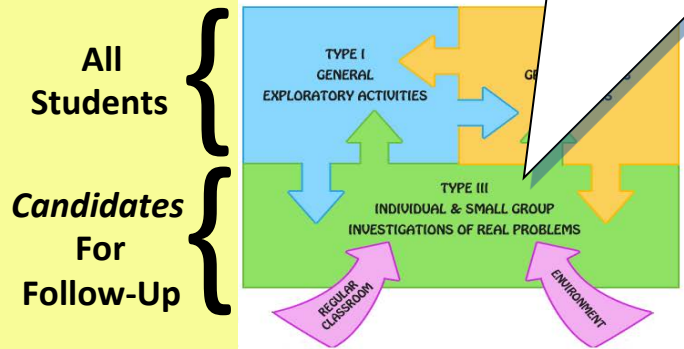 All
Students
Candidates
For
Follow-Up
TYPE I
GENERAL
EXPLORATORY ACTIVITIES
TYPE III
INDIVIDUAL & SMALL GROUP
INVESTIGATIONS OF REAL PROBLEMS
REGULAR
CLASSROOM
ENVIRONMENT